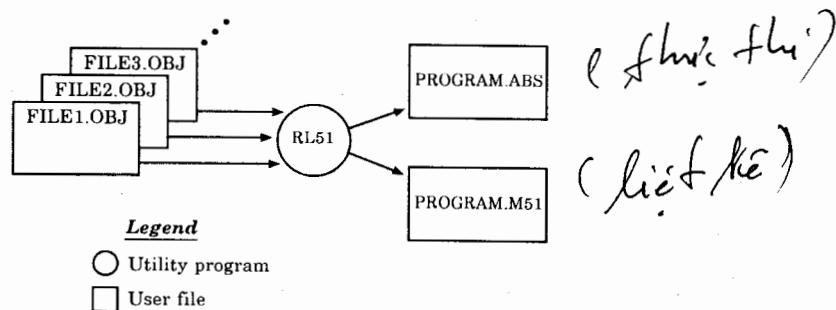 FILE3.OBJ
FILE2.OBJ
FILE1.OBJ
RL51
PROGRAM.ABS
(thực thi)
PROGRAM.M51
(liệt kê)
Legend
Utility program
User file